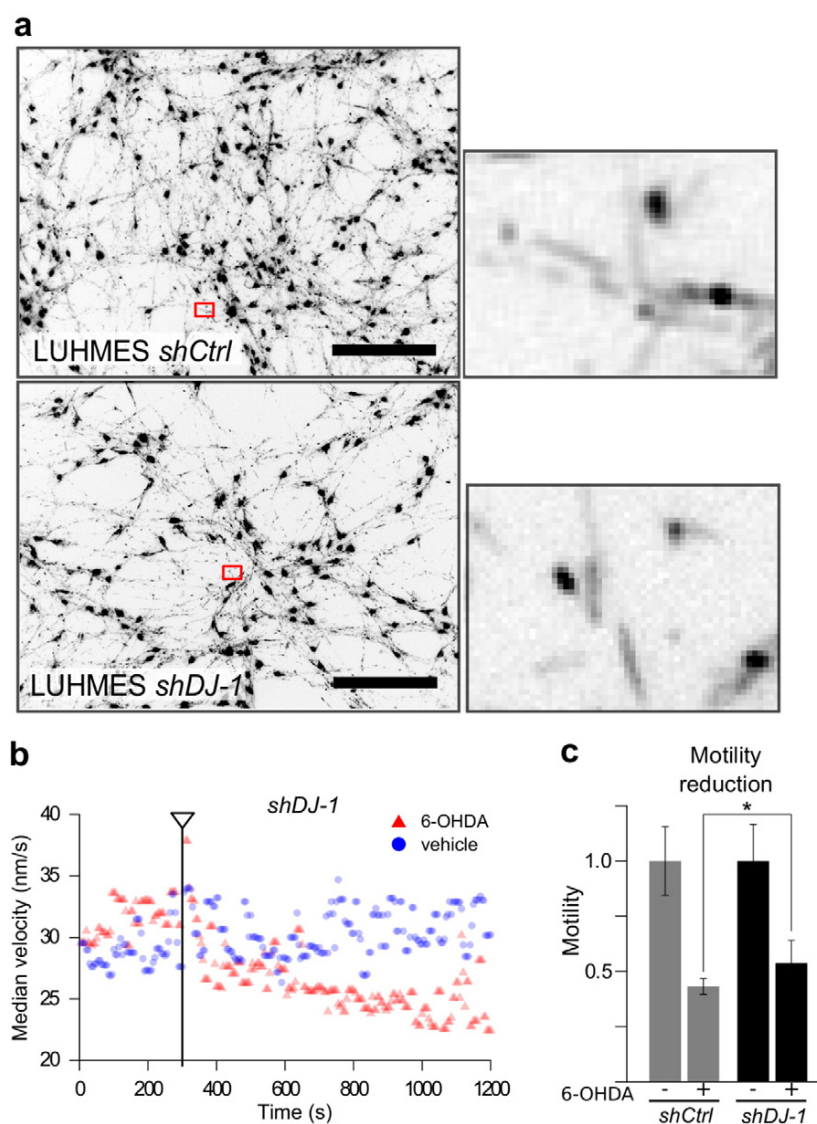 a
LUHMES shCtrl
LUHMES shDJ-1
b
shDJ-1
6-OHDA
vehicle
Median velocity (nm/s)
40
35
30
25
20
0
200
400
600
800
1000
1200
Time (s)
c
Motility
reduction
*
Motility
1.0
0.5
6-OHDA
-
+
-
+
shCtrl
shDJ-1